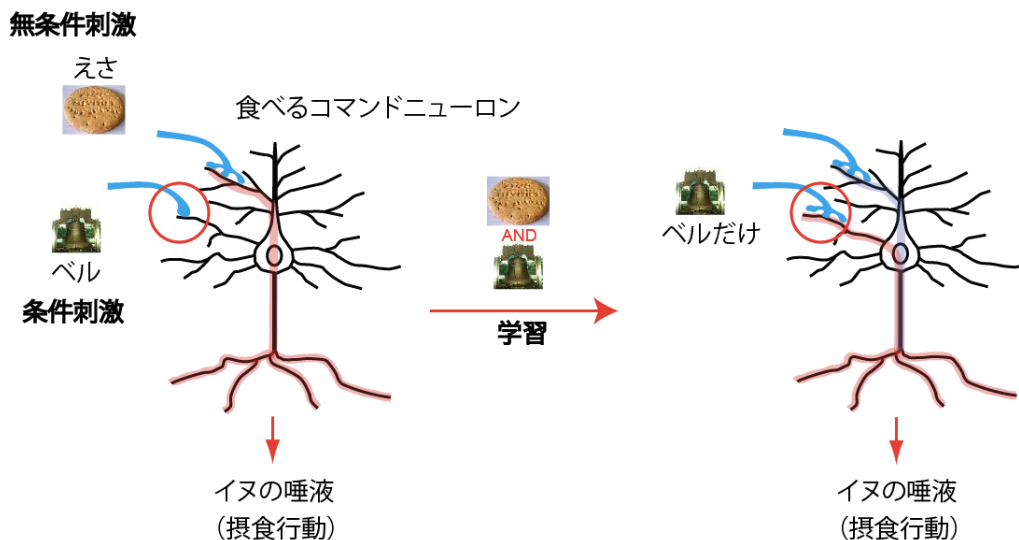 無条件刺激
えさ
食べるコマンドニューロン
ベル
条件刺激
AND
学習
ベルだけ
イヌの唾液
(摂食行動)
イヌの唾液
(摂食行動)